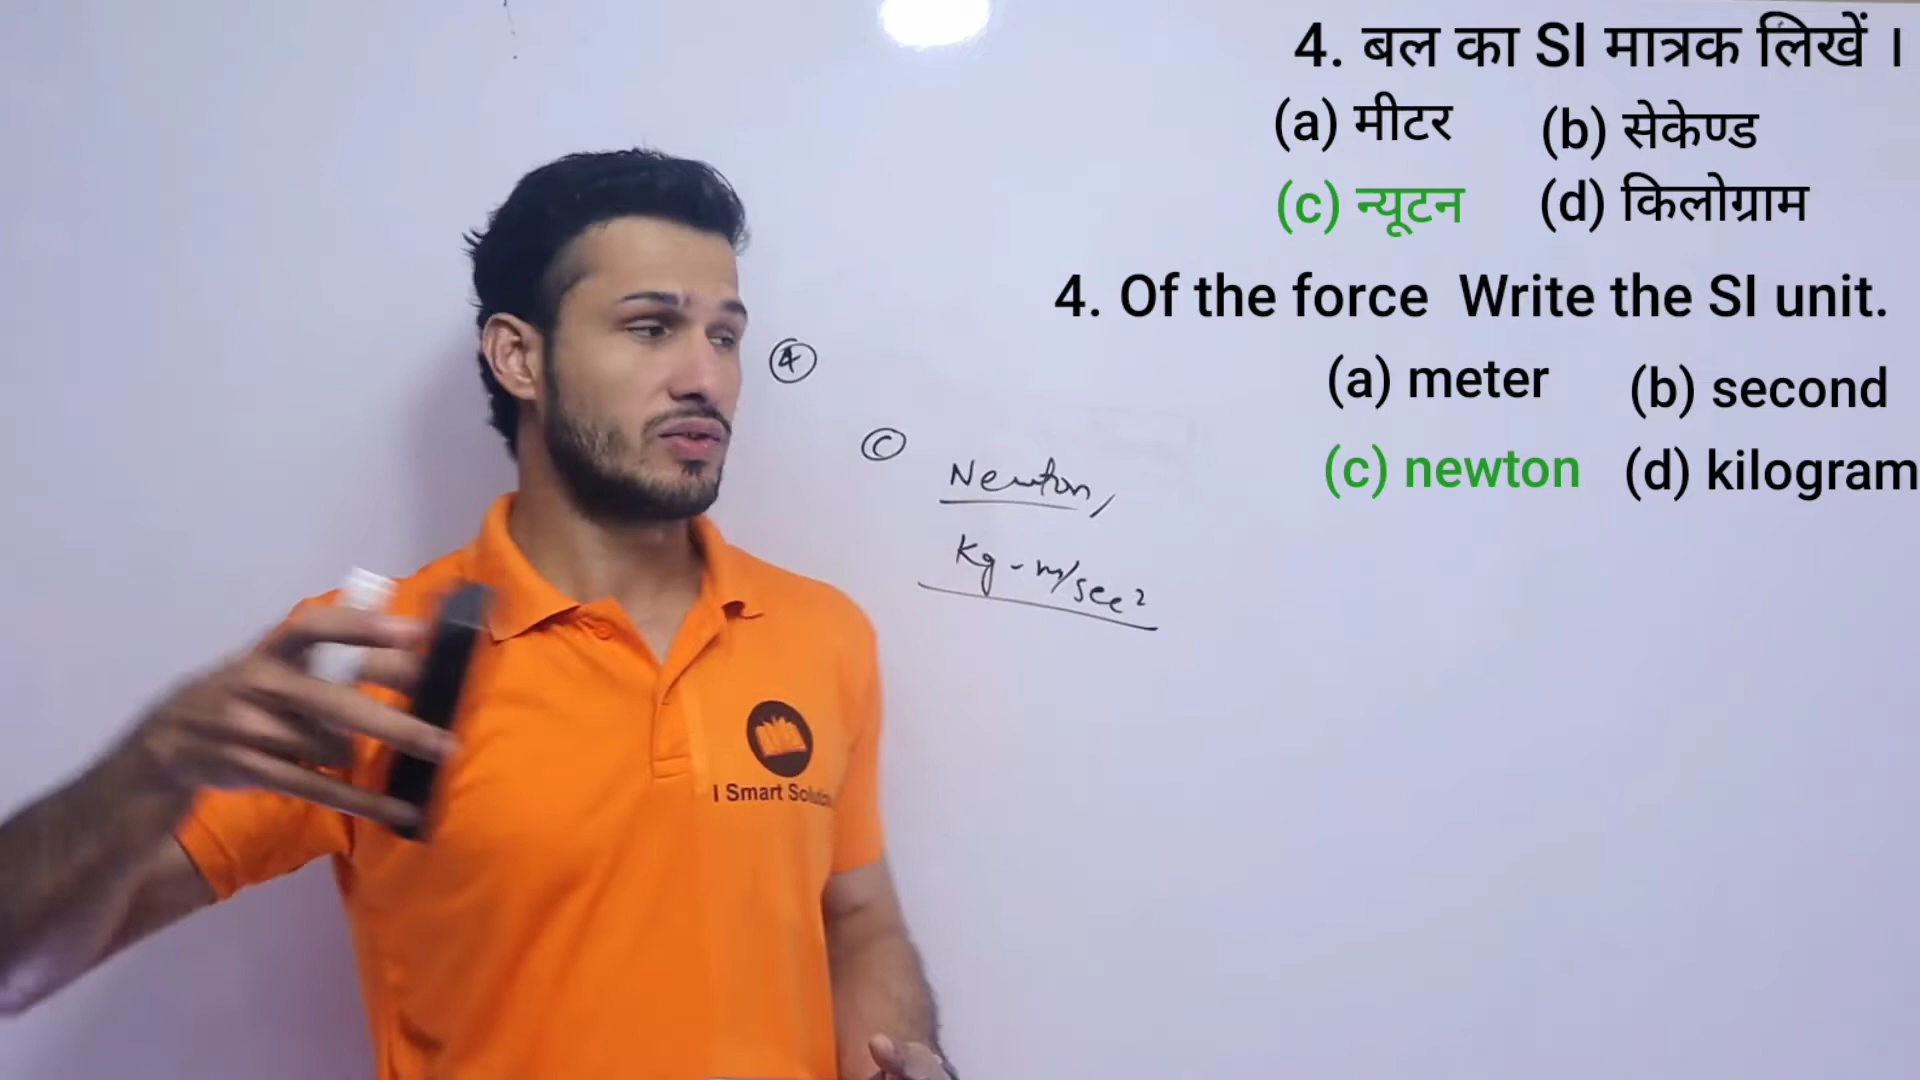 4. बल का SI मात्रक लिखें ।
(a) मीटर (b) सेकेण्ड
(c) न्यूटन (d) किलोग्राम
4. Of the force Write the SI unit.
(a) meter (b) second
(c) newton (d) kilogram
4
C
Newton,
Kg-m/sec²
I Smart